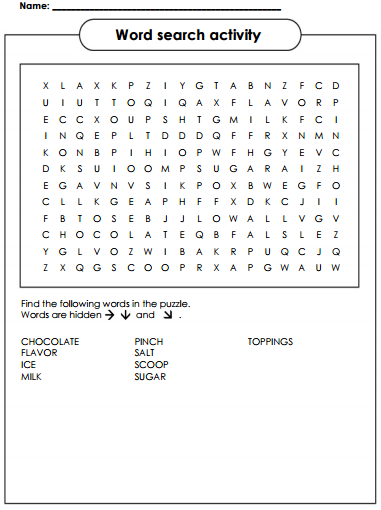 Name:
Word search activity
X L A X K P Z I Y G T A B N Z F C D
U I U T T O Q I Q A X F L A V O R P
E C C X O U P S H T G M I L K F C I
I N Q E P L T D D D Q F F R X N M N
K O N B P I H I O P W F H G Y E V C
D K S U I O O M P S U G A R A I Z H
E G A V N V S I K P O X B W E G F O
C L L K G E A P H F F X D K C J I I
F B T O S E B J J L O W A L L V G V
C H O C O L A T E Q B F A L S L E Z
Y G L V O Z W I B A K R P U Q C J Q
Z X Q G S C O O P R X A P G W A U W
Find the following words in the puzzle.
Words are hidden → ↓ and ↘ .
CHOCOLATE PINCH TOPPINGS
FLAVOR SALT
ICE SCOOP
MILK SUGAR